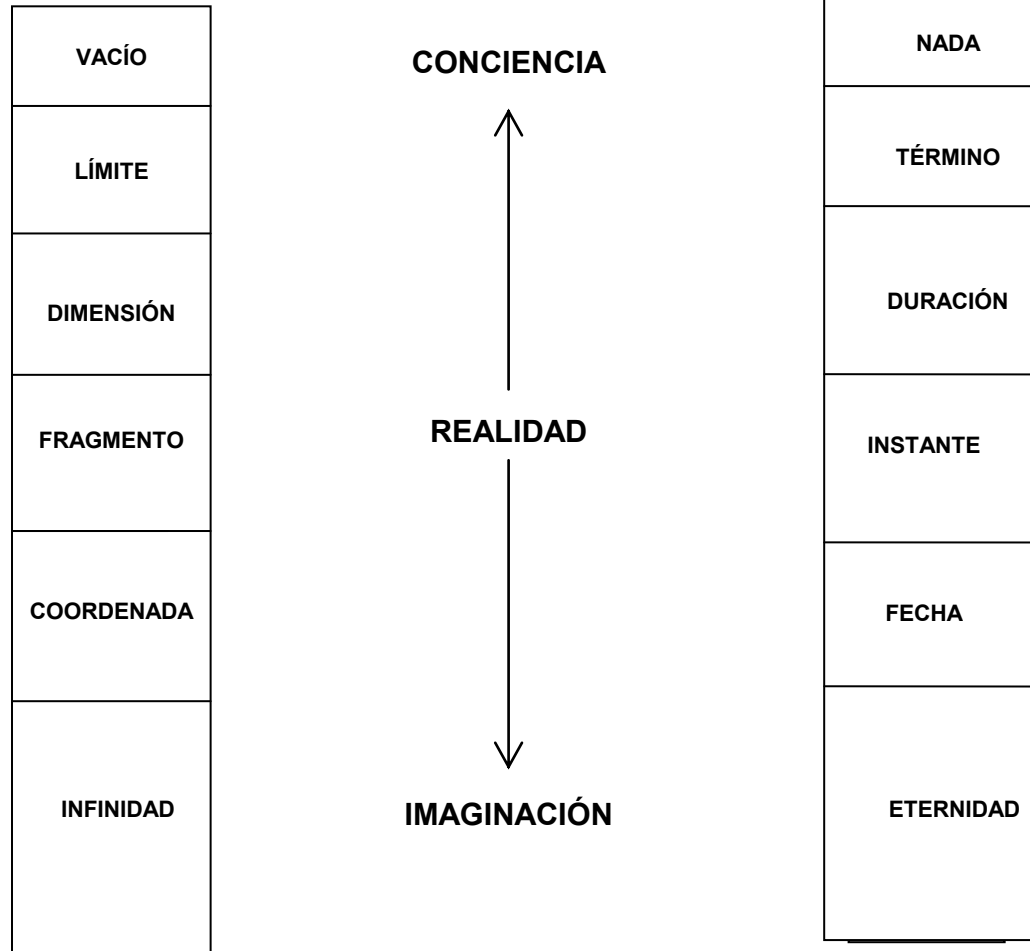 VACÍO
LÍMITE
DIMENSIÓN
FRAGMENTO
COORDENADA
INFINIDAD
CONCIENCIA
REALIDAD
IMAGINACIÓN
NADA
TÉRMINO
DURACIÓN
INSTANTE
FECHA
ETERNIDAD